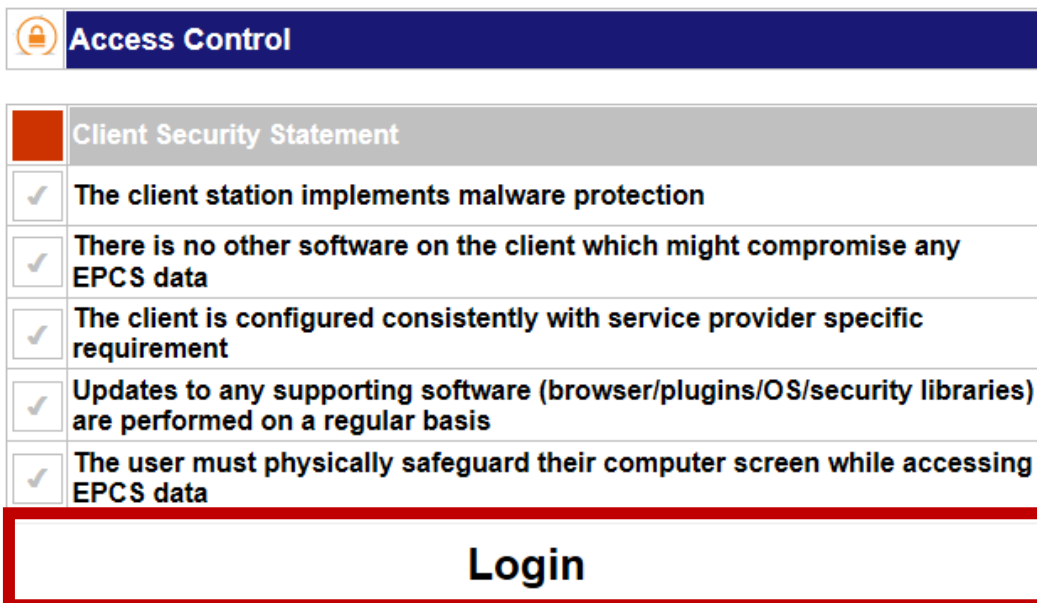 Access Control
Client Security Statement
The client station implements malware protection
There is no other software on the client which might compromise any
EPCS data
The client is configured consistently with service provider specific
requirement
Updates to any supporting software (browser/plugins/OS/security libraries)
are performed on a regular basis
The user must physically safeguard their computer screen while accessing
EPCS data
Login